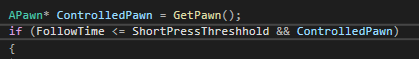 APawn* ControlledPawn = GetPawn();
if (FollowTime <= ShortPressThreshhold && ControlledPawn)
{